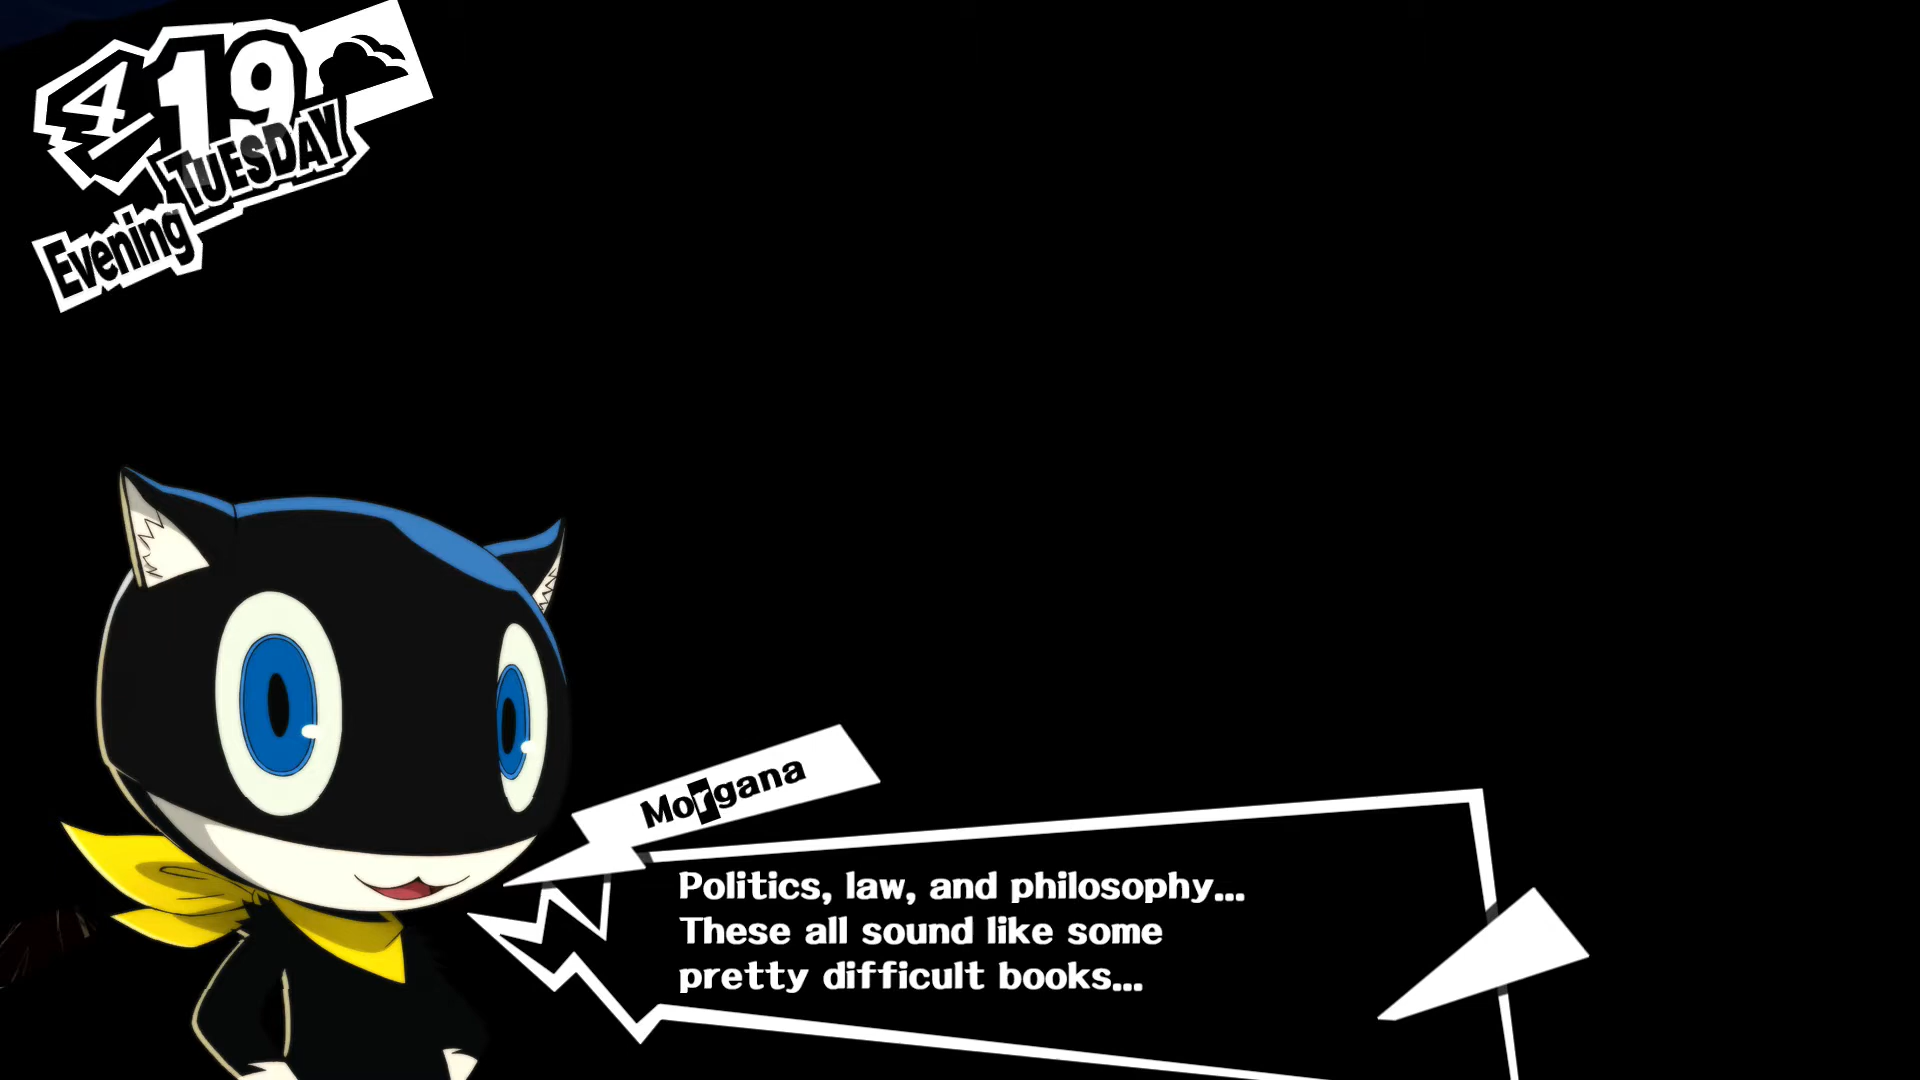 4 19
TUESDAY
Evening
Morgana
Politics, law, and philosophy...
These all sound like some
pretty difficult books...